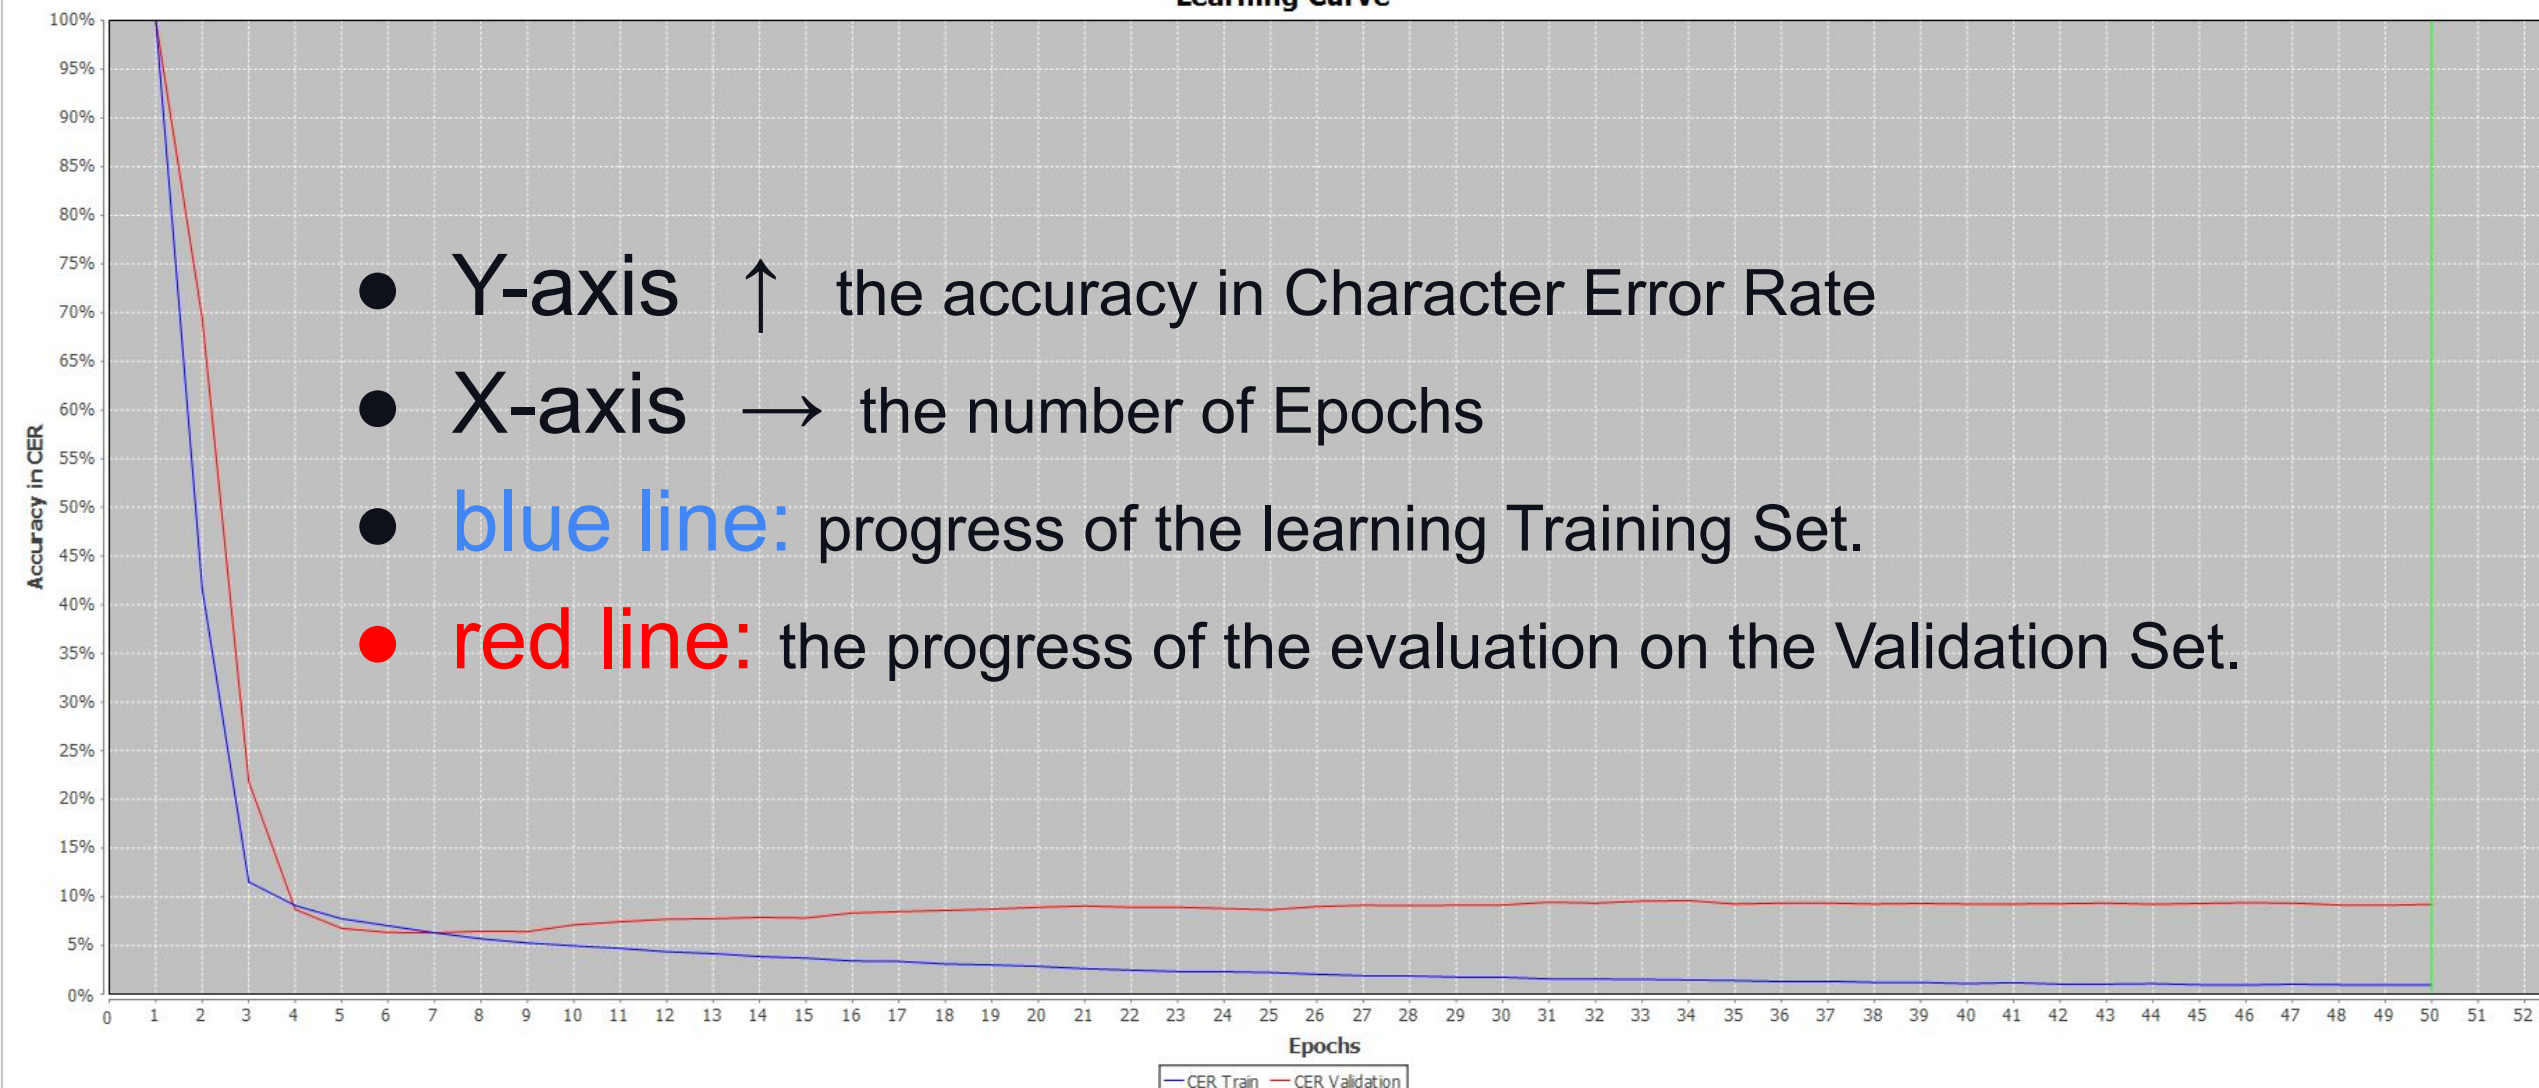 Learning Curve
100%
95%
90%
85%
80%
75%
70%
65%
60%
55%
50%
45%
40%
35%
30%
25%
20%
15%
10%
5%
0%
Accuracy in CER
● Y-axis ↑ the accuracy in Character Error Rate
● X-axis → the number of Epochs
● blue line: progress of the learning Training Set.
● red line: the progress of the evaluation on the Validation Set.
0 1 2 3 4 5 6 7 8 9 10 11 12 13 14 15 16 17 18 19 20 21 22 23 24 25 26 27 28 29 30 31 32 33 34 35 36 37 38 39 40 41 42 43 44 45 46 47 48 49 50 51 52
Epochs
CER Train CER Validation